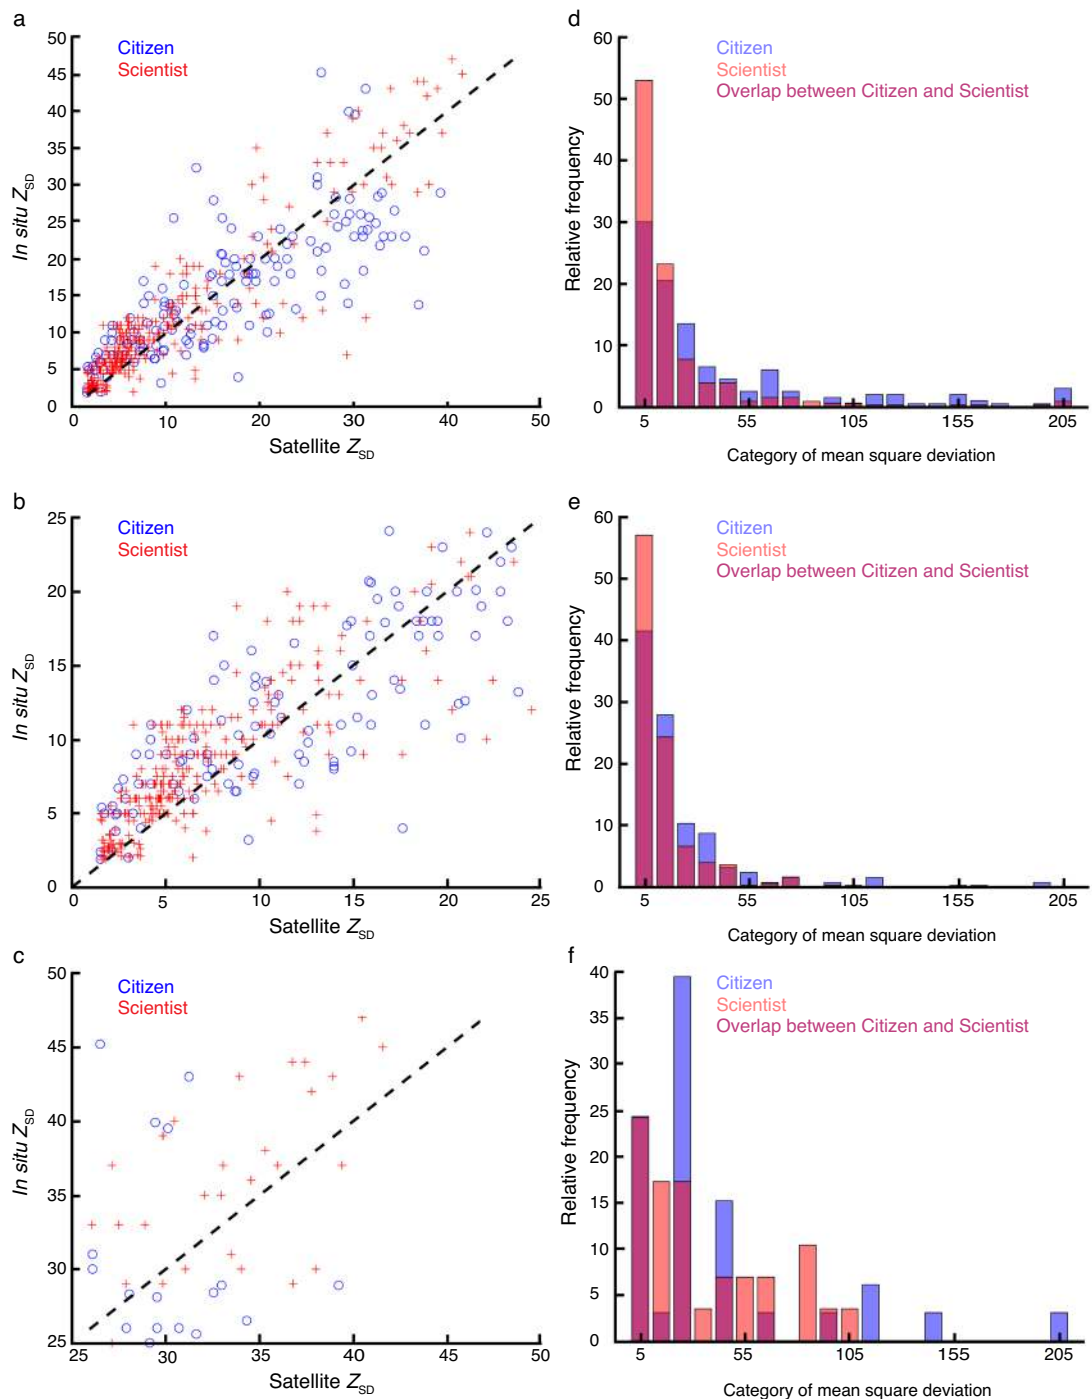 a
50
45
40
35
30
25
20
15
10
5
0
In situ Z_SD
Citizen
Scientist
0 10 20 30 40 50
Satellite Z_SD
d
60
50
40
30
20
10
0
Relative frequency
Citizen
Scientist
Overlap between Citizen and Scientist
5 55 105 155 205
Category of mean square deviation
b
25
20
15
10
5
0
In situ Z_SD
Citizen
Scientist
0 5 10 15 20 25
Satellite Z_SD
e
60
50
40
30
20
10
0
Relative frequency
Citizen
Scientist
Overlap between Citizen and Scientist
5 55 105 155 205
Category of mean square deviation
c
50
45
40
35
30
25
In situ Z_SD
Citizen
Scientist
25 35 30 40 45 50
Satellite Z_SD
f
40
35
30
25
20
15
10
5
0
Relative frequency
Citizen
Scientist
Overlap between Citizen and Scientist
5 55 105 155 205
Category of mean square deviation